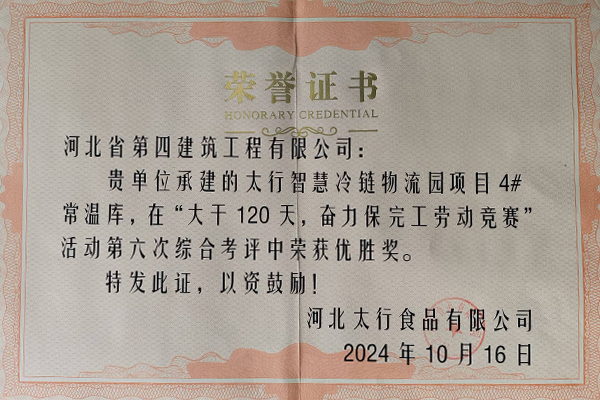 荣誉证书
HONORARY CREDENTIAL
河北省第四建筑工程有限公司：
贵单位承建的太行智慧冷链物流园项目4#
常温库，在“大干120天，奋力保完工劳动竞赛”
活动第六次综合考评中荣获优胜奖。
特发此证，以资鼓励！
河北太行食品有限公司
2024年10月16日